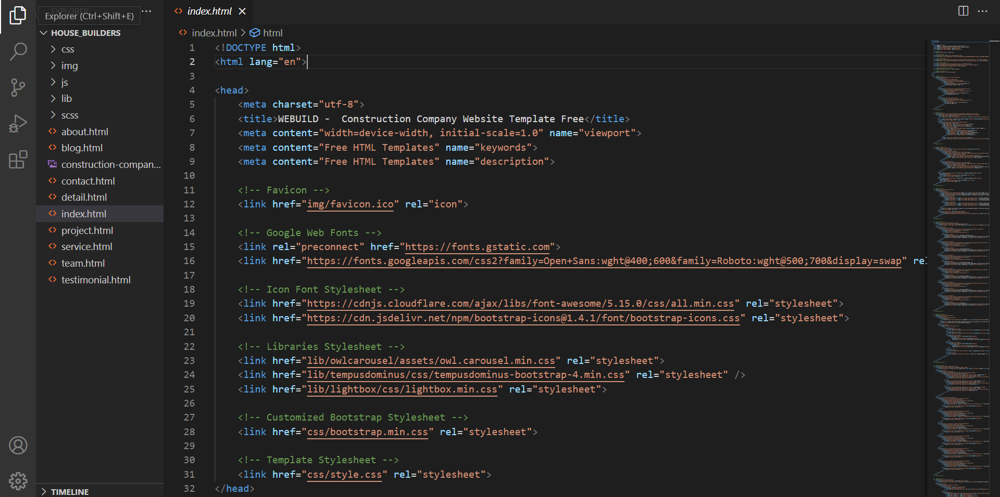 EXPLORER
Explorer (Ctrl+Shift+E)
HOUSE_BUILDERS
css
img
js
lib
scss
about.html
blog.html
construction-compan...
contact.html
detail.html
index.html
project.html
service.html
team.html
testimonial.html
TIMELINE
index.html
index.html > html
1 <!DOCTYPE html>
2 <html lang="en">
3
4 <head>
5 <meta charset="utf-8">
6 <title>WEBUILD -  Construction Company Website Template Free</title>
7 <meta content="width=device-width, initial-scale=1.0" name="viewport">
8 <meta content="Free HTML Templates" name="keywords">
9 <meta content="Free HTML Templates" name="description">
10
11 <!-- Favicon -->
12 <link href="img/favicon.ico" rel="icon">
13
14 <!-- Google Web Fonts -->
15 <link rel="preconnect" href="https://fonts.gstatic.com">
16 <link href="https://fonts.googleapis.com/css2?family=Open+Sans:wght@400;600&family=Roboto:wght@500;700&display=swap" rel
17
18 <!-- Icon Font Stylesheet -->
19 <link href="https://cdnjs.cloudflare.com/ajax/libs/font-awesome/5.15.0/css/all.min.css" rel="stylesheet">
20 <link href="https://cdn.jsdelivr.net/npm/bootstrap-icons@1.4.1/font/bootstrap-icons.css" rel="stylesheet">
21
22 <!-- Libraries Stylesheet -->
23 <link href="lib/owlcarousel/assets/owl.carousel.min.css" rel="stylesheet">
24 <link href="lib/tempusdominus/css/tempusdominus-bootstrap-4.min.css" rel="stylesheet" />
25 <link href="lib/lightbox/css/lightbox.min.css" rel="stylesheet">
26
27 <!-- Customized Bootstrap Stylesheet -->
28 <link href="css/bootstrap.min.css" rel="stylesheet">
29
30 <!-- Template Stylesheet -->
31 <link href="css/style.css" rel="stylesheet">
32 </head>